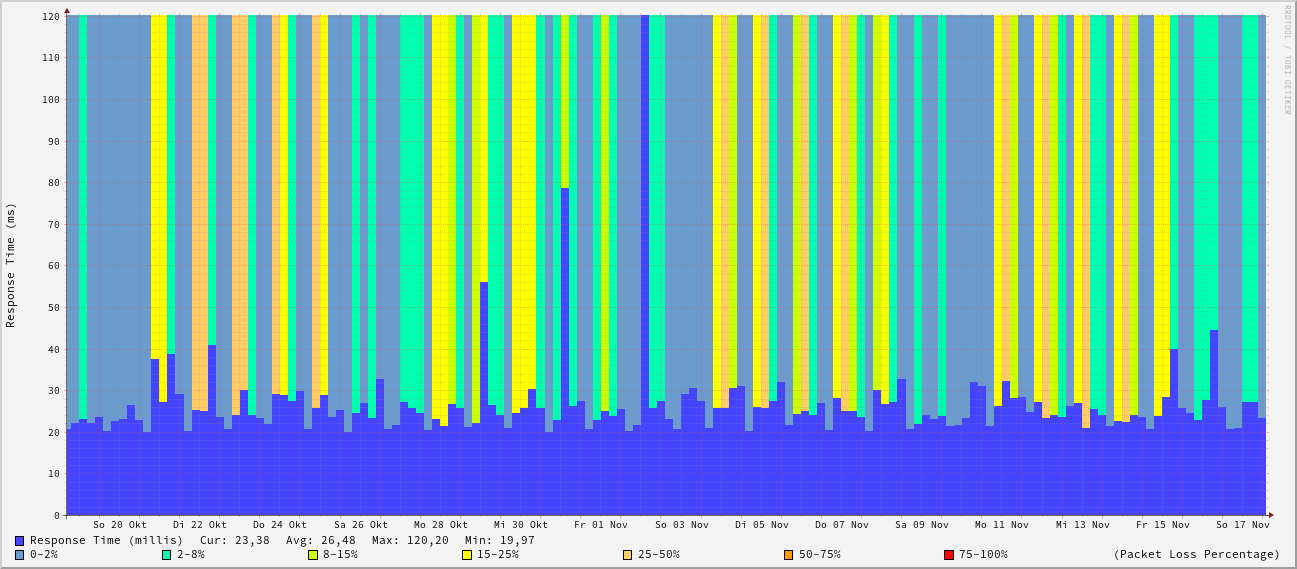 RRDTOOL / TOBI OETIKER
Response Time (ms)
120
110
100
90
80
70
60
50
40
30
20
10
0
So 20 Okt Di 22 Okt Do 24 Okt Sa 26 Okt Mo 28 Okt Mi 30 Okt Fr 01 Nov So 03 Nov Di 05 Nov Do 07 Nov Sa 09 Nov Mo 11 Nov Mi 13 Nov Fr 15 Nov So 17 Nov
Response Time (millis) Cur: 23,38 Avg: 26,48 Max: 120,20 Min: 19,97
0-2% 2-8% 8-15% 15-25% 25-50% 50-75% 75-100% (Packet Loss Percentage)